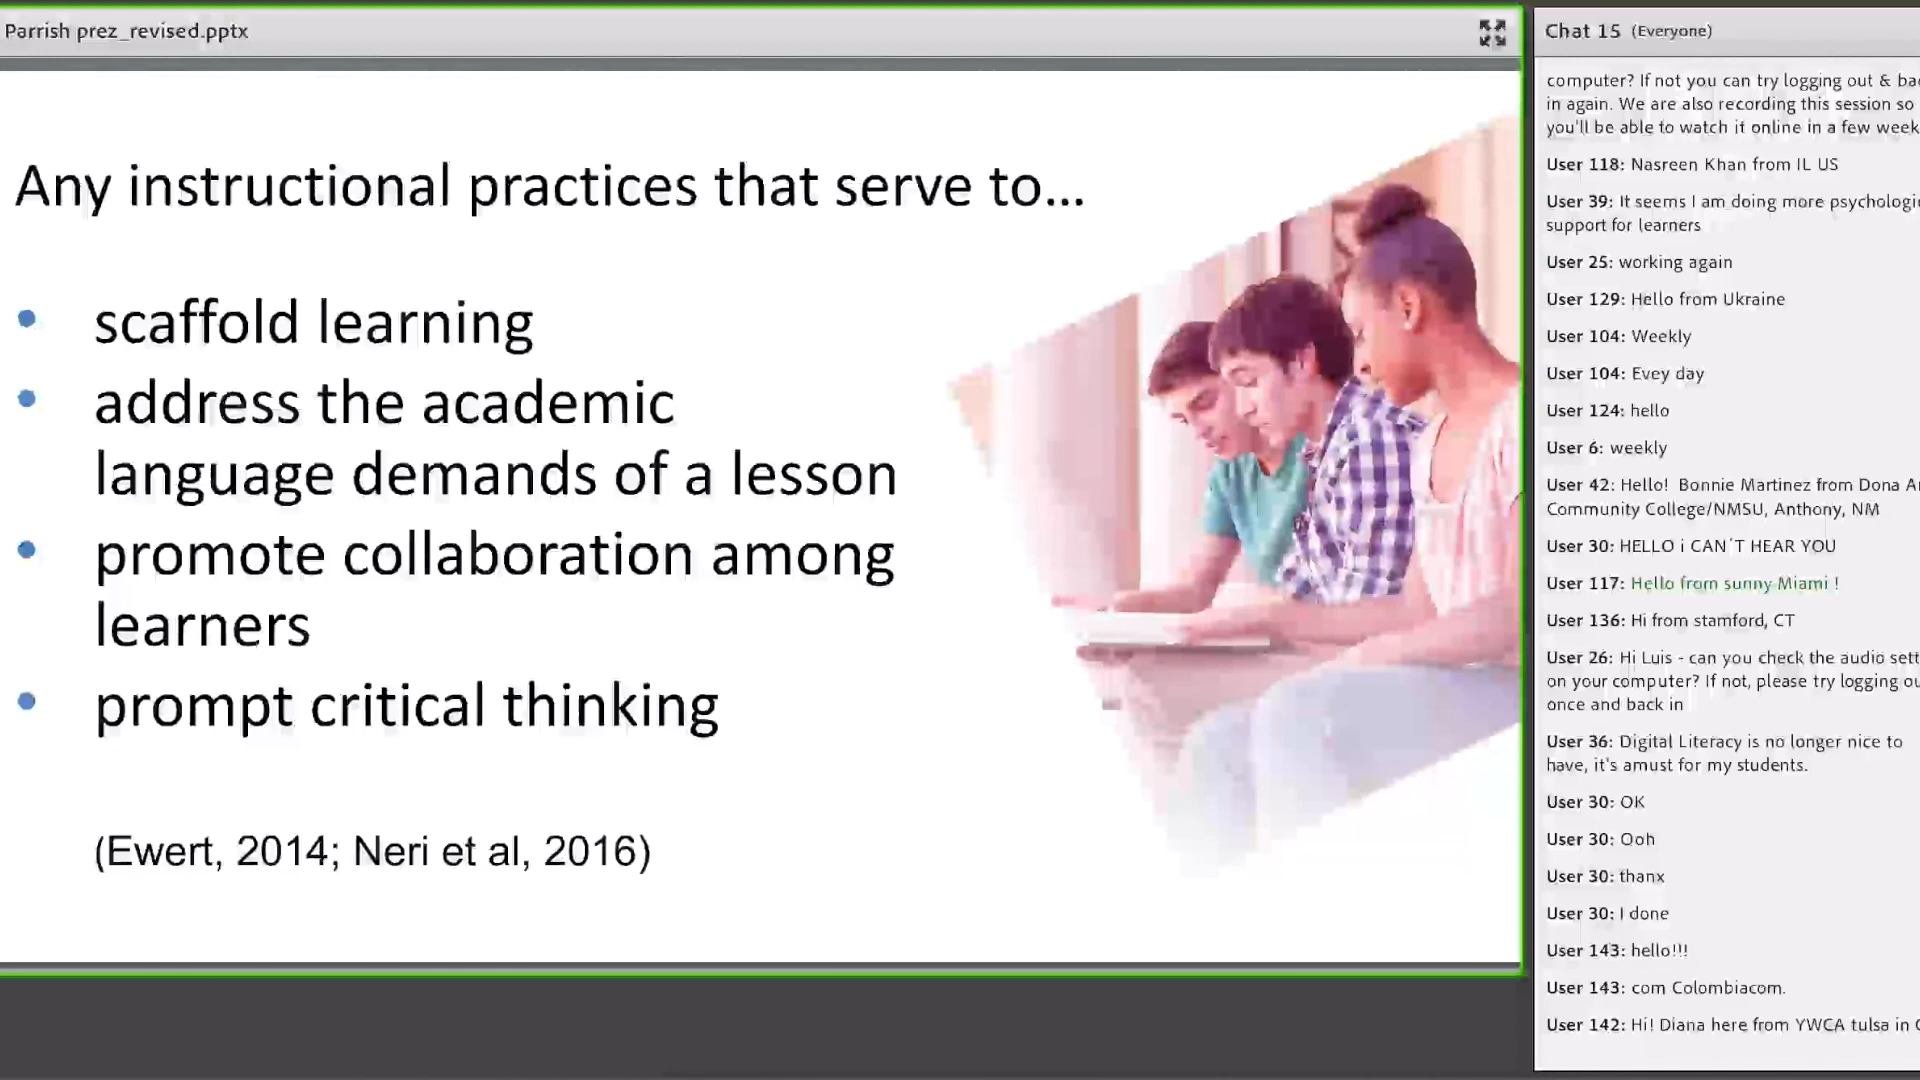 Parrish prez_revised.pptx
Any instructional practices that serve to...
• scaffold learning
• address the academic
language demands of a lesson
• promote collaboration among
learners
• prompt critical thinking
(Ewert, 2014; Neri et al, 2016)
Chat 15 (Everyone)
computer? If not you can try logging out &
in again. We are also recording this session so
you'll be able to watch it online in a few
User 118: Nasreen Khan from IL US
User 39: It seems I am doing more
support for learners
User 25: working again
User 129: Hello from Ukraine
User 104: Weekly
User 104: Evey day
User 124: hello
User 6: weekly
User 42: Hello! Bonnie Martinez from Dona
Community College/NMSU, Anthony, NM
User 30: HELLO i CAN´T HEAR YOU
User 117: Hello from sunny Miami !
User 136: Hi from stamford, CT
User 26: Hi Luis - can you check the audio
on your computer? If not, please try logging
once and back in
User 36: Digital Literacy is no longer nice to
have, it's amust for my students.
User 30: OK
User 30: Ooh
User 30: thanx
User 30: I done
User 143: hello!!!
User 143: com Colombiacom.
User 142: Hi! Diana here from YWCA tulsa in